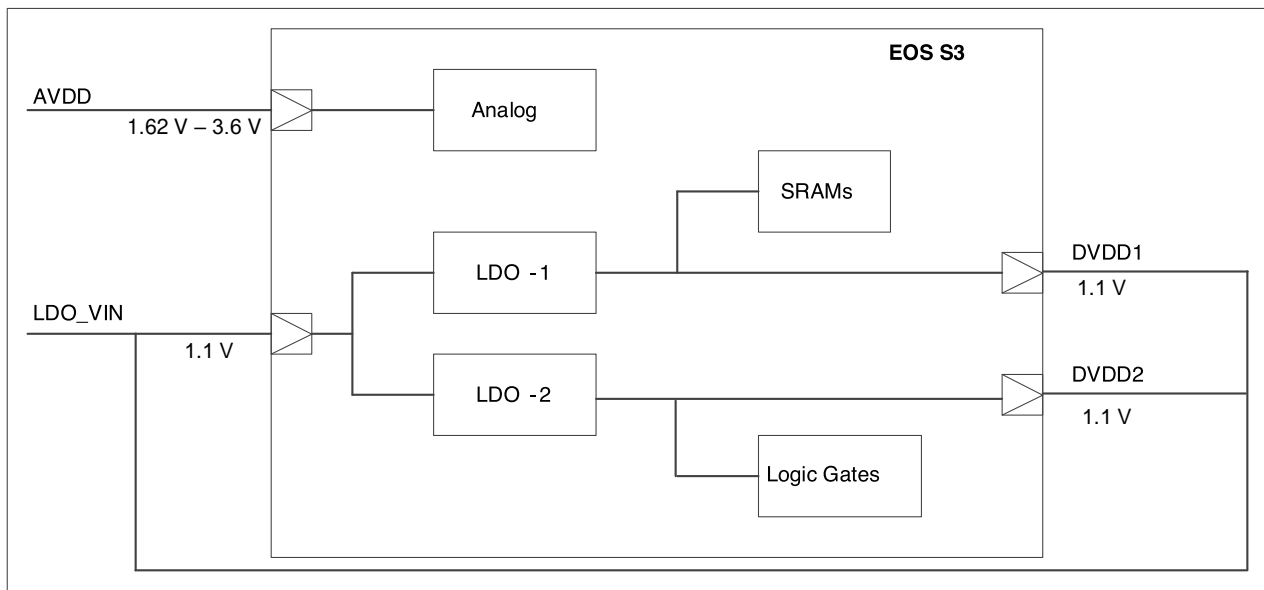 EOS S3
AVDD
1.62 V – 3.6 V
Analog
SRAMs
LDO -1
DVDD1
1.1 V
LDO_VIN
1.1 V
LDO -2
DVDD2
1.1 V
Logic Gates